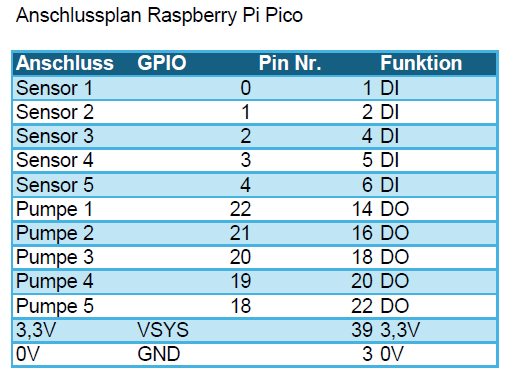 Anschlussplan Raspberry Pi Pico
Anschluss GPIO Pin Nr. Funktion
Sensor 1 0 1 DI
Sensor 2 1 2 DI
Sensor 3 2 4 DI
Sensor 4 3 5 DI
Sensor 5 4 6 DI
Pumpe 1 22 14 DO
Pumpe 2 21 16 DO
Pumpe 3 20 18 DO
Pumpe 4 19 20 DO
Pumpe 5 18 22 DO
3,3V VSYS 39 3,3V
0V GND 3 0V